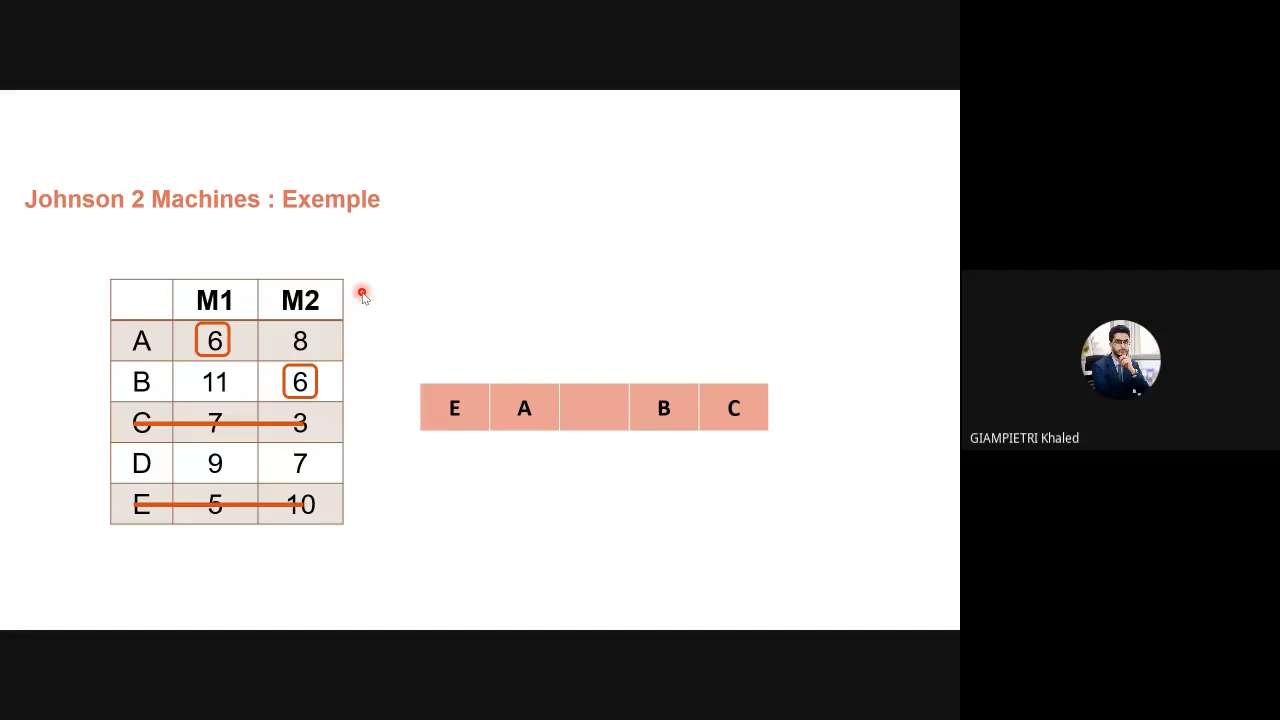 Johnson 2 Machines : Exemple
M1 M2
A 6 8
B 11 6
C 7 3
D 9 7
E 5 10
E A B C
GIAMPIETRI Khaled